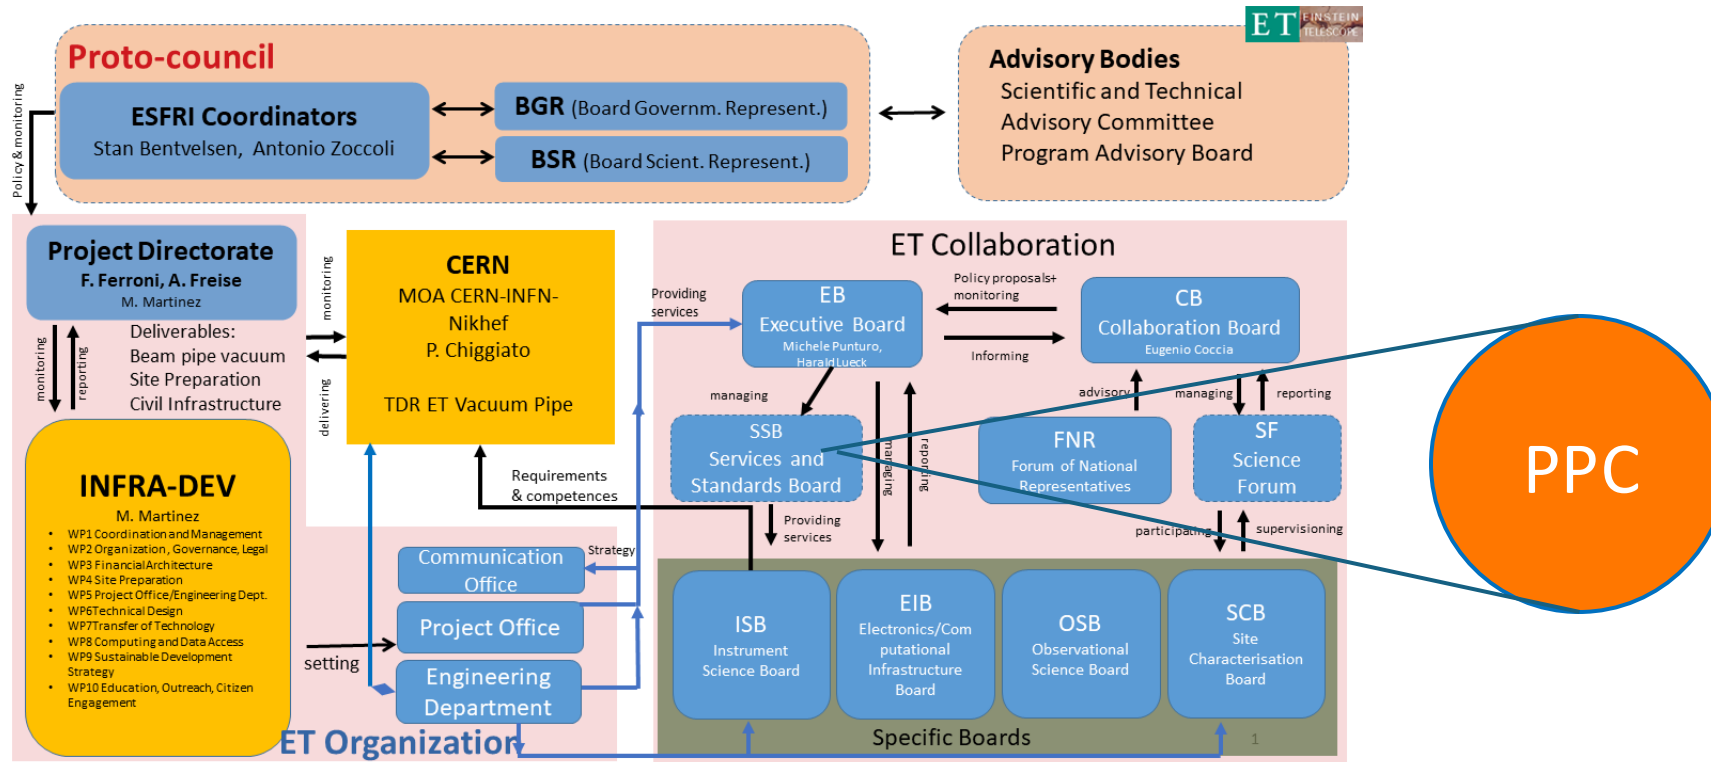 Proto-council
ESFRI Coordinators
Stan Bentvelsen, Antonio Zoccoli
BGR (Board Governm. Represent.)
BSR (Board Scient. Represent.)
Advisory Bodies
Scientific and Technical
Advisory Committee
Program Advisory Board
ET EINSTEIN
TELESCOPE
Policy & monitoring
Project Directorate
F. Ferroni, A. Freise
M. Martinez
monitoring
reporting
Deliverables:
Beam pipe vacuum
Site Preparation
Civil Infrastructure
monitoring
delivering
CERN
MOA CERN-INFN-
Nikhef
P. Chiggiato
TDR ET Vacuum Pipe
INFRA-DEV
M. Martinez
• WP1 Coordination and Management
• WP2 Organization, Governance, Legal
• WP3 Financial Architecture
• WP4 Site Preparation
• WP5 Project Office/Engineering Dept.
• WP6Technical Design
• WP7Transfer of Technology
• WP8 Computing and Data Access
• WP9 Sustainable Development
Strategy
• WP10 Education, Outreach, Citizen
Engagement
setting
Requirements
& competences
Communication
Office
Strategy
Project Office
Engineering
Department
ET Organization
ET Collaboration
Providing
services
EB
Executive Board
Michele Punturo,
Harald Lueck
Policy proposals+
monitoring
Informing
CB
Collaboration Board
Eugenio Coccia
managing
SSB
Services and
Standards Board
managing
reporting
advisory
FNR
Forum of National
Representatives
managing
reporting
SF
Science
Forum
Providing
services
participating
supervisioning
ISB
Instrument
Science Board
EIB
Electronics/Com
putational
Infrastructure
Board
OSB
Observational
Science Board
SCB
Site
Characterisation
Board
Specific Boards
1
PPC